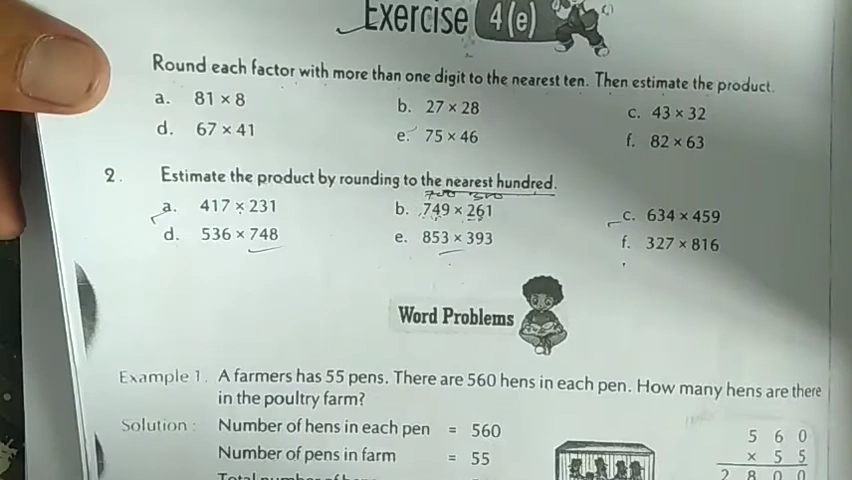 Exercise 4(e)
Round each factor with more than one digit to the nearest ten. Then estimate the product.
a. 81 × 8 b. 27 × 28 c. 43 × 32
d. 67 × 41 e. 75 × 46 f. 82 × 63
2. Estimate the product by rounding to the nearest hundred.
a. 417 × 231 b. 749 × 261 c. 634 × 459
d. 536 × 748 e. 853 × 393 f. 327 × 816
Word Problems
Example 1. A farmers has 55 pens. There are 560 hens in each pen. How many hens are there
in the poultry farm?
Solution : Number of hens in each pen = 560
5 6 0
Number of pens in farm = 55
× 5 5
2 8 0 0